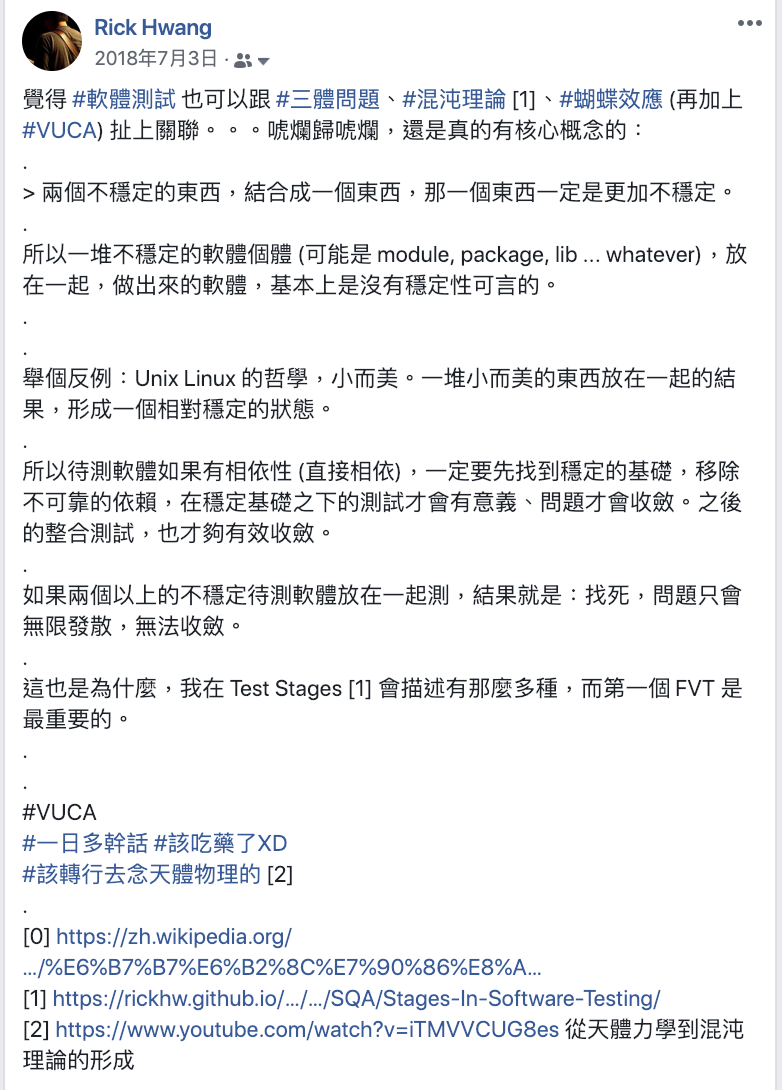 Rick Hwang
2018年7月3日 ·
覺得 #軟體測試 也可以跟 #三體問題、#混沌理論 [1]、#蝴蝶效應 (再加上
#VUCA) 扯上關聯。。。唬爛歸唬爛，還是真的有核心概念的：
.
> 兩個不穩定的東西，結合成一個東西，那一個東西一定是更加不穩定。
.
所以一堆不穩定的軟體個體 (可能是 module, package, lib ... whatever)，放
在一起，做出來的軟體，基本上是沒有穩定性可言的。
.
.
舉個反例：Unix Linux 的哲學，小而美。一堆小而美的東西放在一起的結
果，形成一個相對穩定的狀態。
.
所以待測軟體如果有相依性 (直接相依)，一定要先找到穩定的基礎，移除
不可靠的依賴，在穩定基礎之下的測試才會有意義、問題才會收斂。之後
的整合測試，也才夠有效收斂。
.
如果兩個以上的不穩定待測軟體放在一起測，結果就是：找死，問題只會
無限發散，無法收斂。
.
這也是為什麼，我在 Test Stages [1] 會描述有那麼多種，而第一個 FVT 是
最重要的。
.
.
#VUCA
#一日多幹話 #該吃藥了XD
#該轉行去念天體物理的 [2]
.
[0] https://zh.wikipedia.org/
.../%E6%B7%B7%E6%B2%8C%E7%90%86%E8%A...
[1] https://rickhw.github.io/.../.../SQA/Stages-In-Software-Testing/
[2] https://www.youtube.com/watch?v=iTMVVCUG8es 從天體力學到混沌
理論的形成